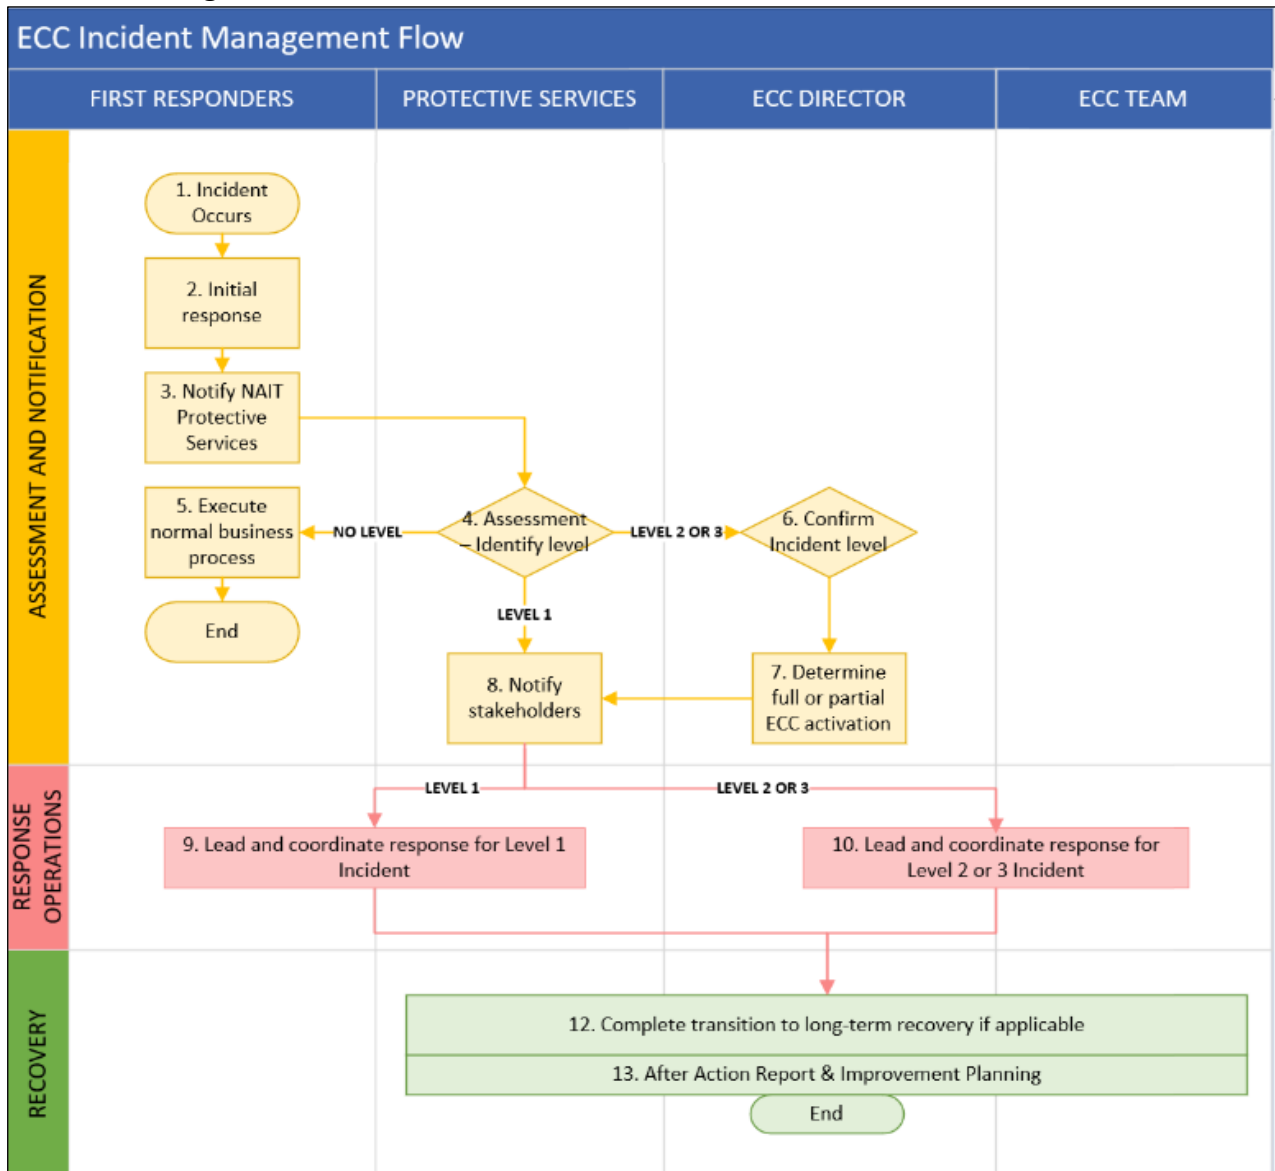 ECC Incident Management Flow
FIRST RESPONDERS
PROTECTIVE SERVICES
ECC DIRECTOR
ECC TEAM
ASSESSMENT AND NOTIFICATION
1. Incident
Occurs
2. Initial
response
3. Notify NAIT
Protective
Services
5. Execute
normal business
process
NO LEVEL
4. Assessment
– Identify level
LEVEL 2 OR 3
6. Confirm
Incident level
End
LEVEL 1
8. Notify
stakeholders
7. Determine
full or partial
ECC activation
RESPONSE
OPERATIONS
LEVEL 1
LEVEL 2 OR 3
9. Lead and coordinate response for Level 1
Incident
10. Lead and coordinate response for
Level 2 or 3 Incident
RECOVERY
12. Complete transition to long-term recovery if applicable
13. After Action Report & Improvement Planning
End